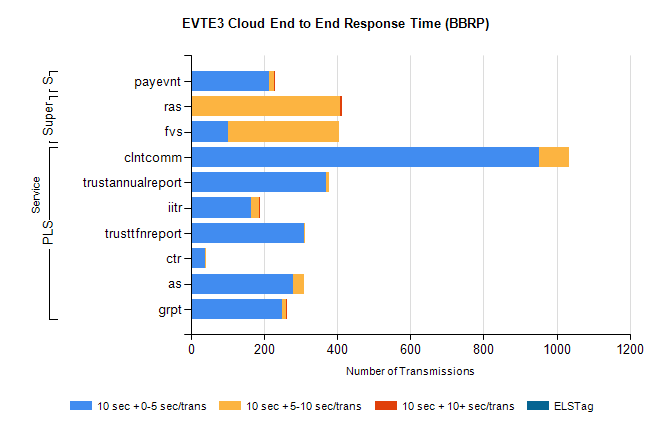 EVTE3 Cloud End to End Response Time (BBRP)
S
Super
PLS
Service
payevnt
ras
fvs
clntcomm
trustannualreport
iitr
trusttfnreport
ctr
as
grpt
0 200 400 600 800 1000 1200
Number of Transmissions
10 sec +0-5 sec/trans 10 sec +5-10 sec/trans 10 sec + 10+ sec/trans ELSTag